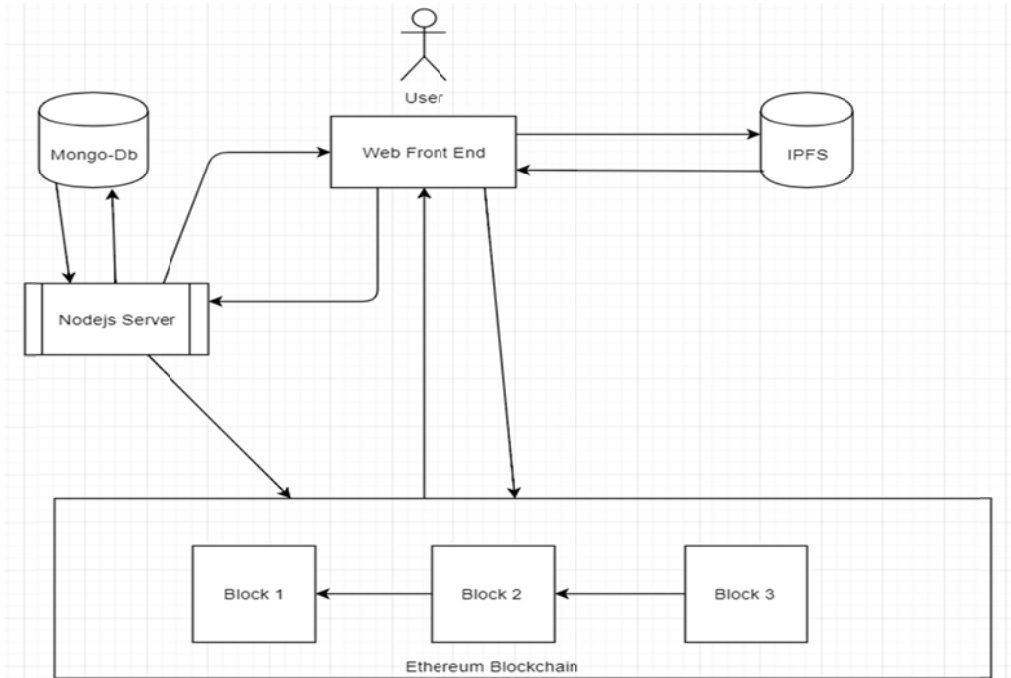 User
Mongo-Db
Web Front End
IPFS
Nodejs Server
Block 1
Block 2
Block 3
Ethereum Blockchain